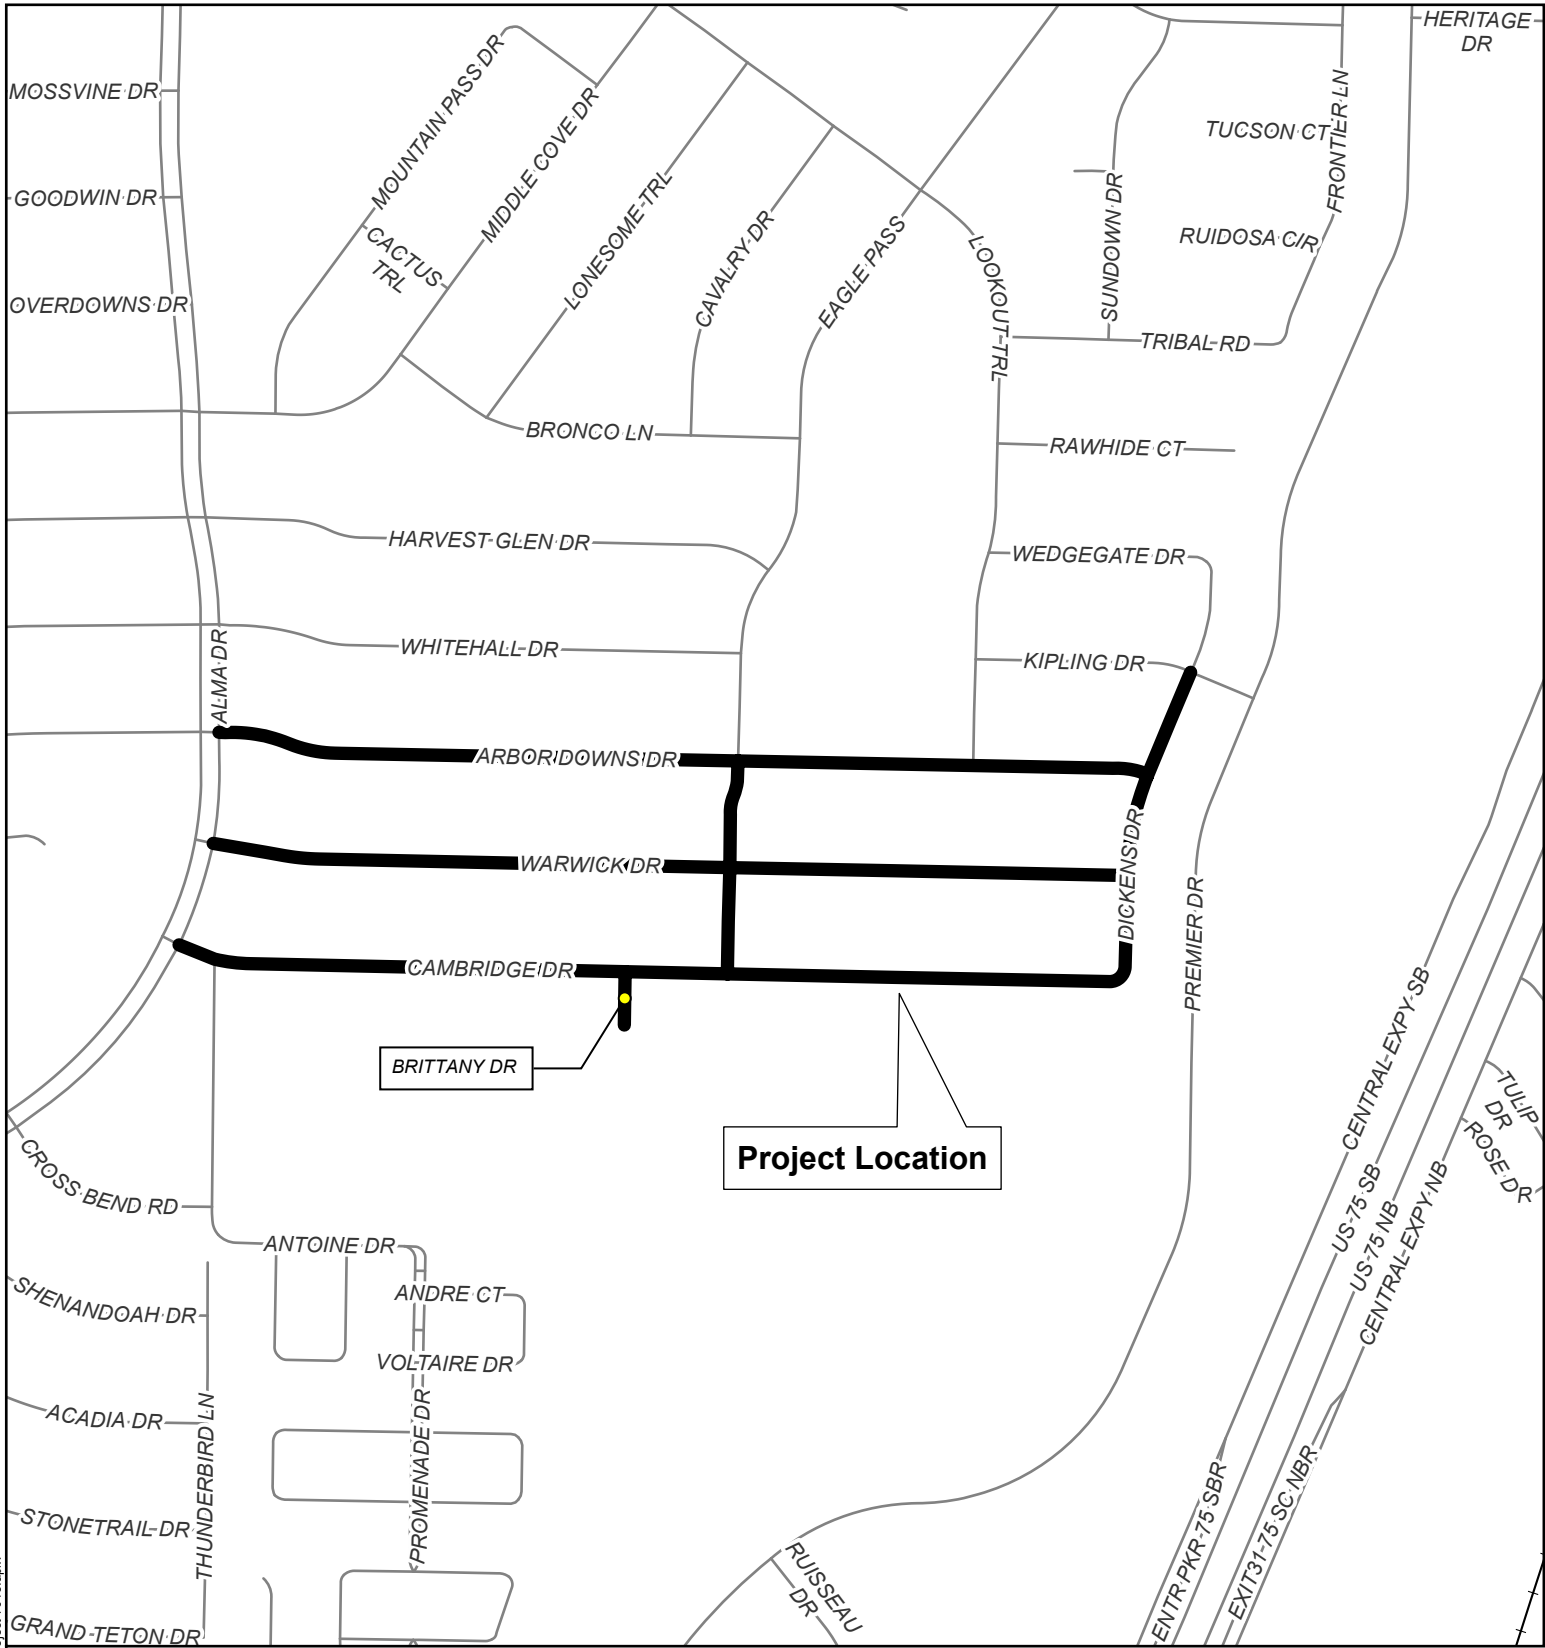 HERITAGE
DR
MOSSVINE DR
MOUNTAIN PASS DR
MIDDLE COVE DR
TUCSON CT
FRONTIER LN
GOODWIN DR
CACTUS
TRL
LONESOME TRL
CAVALRY DR
EAGLE PASS
LOOKOUT TRL
SUNDOWN DR
RUIDOSA CIR
OVERDOWNS DR
TRIBAL RD
BRONCO LN
RAWHIDE CT
HARVEST GLEN DR
WEDGEGATE DR
WHITEHALL DR
KIPLING DR
ALMA DR
ARBOR DOWNS DR
WARWICK DR
DICKENS DR
PREMIER DR
CAMBRIDGE DR
BRITTANY DR
Project Location
CENTRAL EXPY SB
US 75 SB
US 75 NB
CENTRAL EXPY NB
TULIP
DR
ROSE DR
CROSS BEND RD
ANTOINE DR
SHENANDOAH DR
ANDRE CT
VOLTAIRE DR
ACADIA DR
THUNDERBIRD LN
PROMENADE DR
STONETRAIL DR
GRAND TETON DR
RUISSEAU
DR
ENTR PKR-75 SBR
EXIT31-75 SC NBR